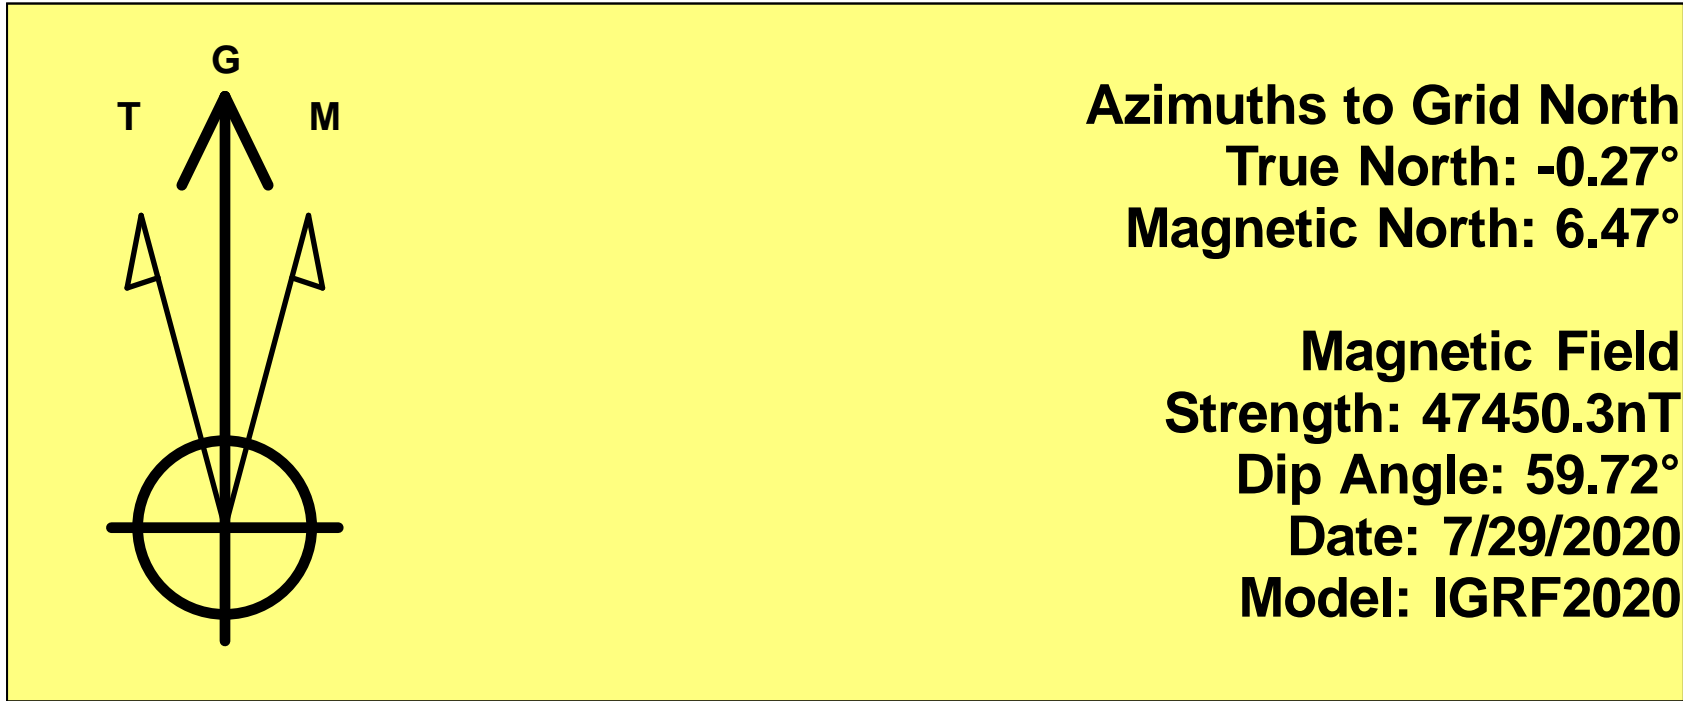 G
T M
Azimuths to Grid North
True North: -0.27°
Magnetic North: 6.47°
Magnetic Field
Strength: 47450.3nT
Dip Angle: 59.72°
Date: 7/29/2020
Model: IGRF2020